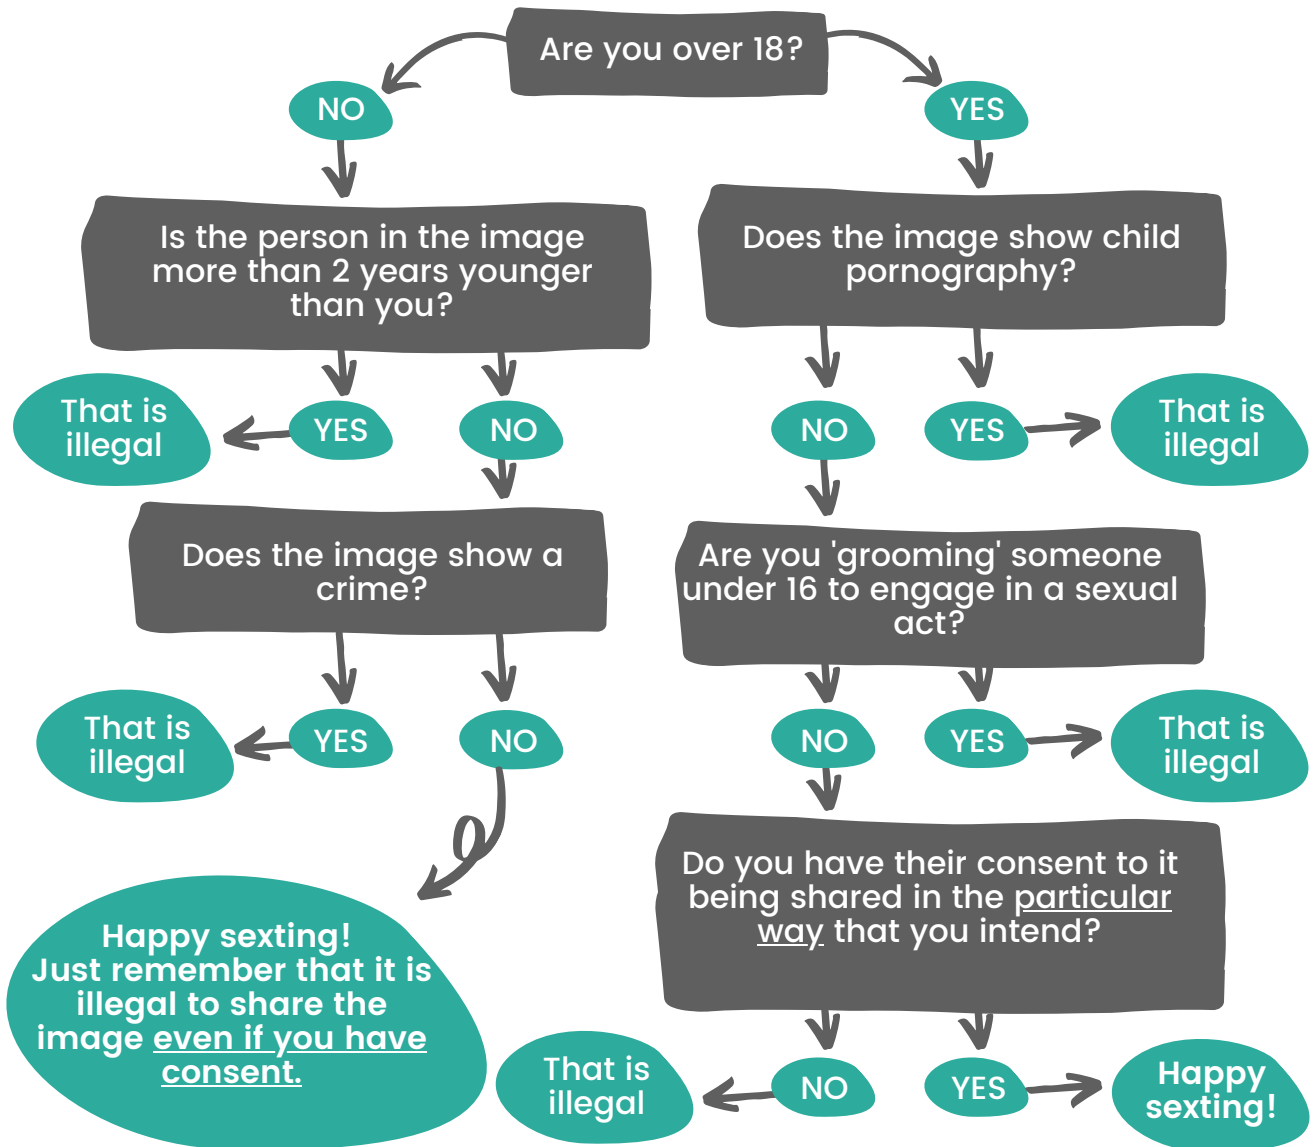 Are you over 18?
NO
YES
Is the person in the image
more than 2 years younger
than you?
Does the image show child
pornography?
That is
illegal
YES
NO
NO
YES
That is
illegal
Does the image show a
crime?
Are you 'grooming' someone
under 16 to engage in a sexual
act?
That is
illegal
YES
NO
NO
YES
That is
illegal
Do you have their consent to it
being shared in the particular
way that you intend?
Happy sexting!
Just remember that it is
illegal to share the
image even if you have
consent.
That is
illegal
NO
YES
Happy
sexting!